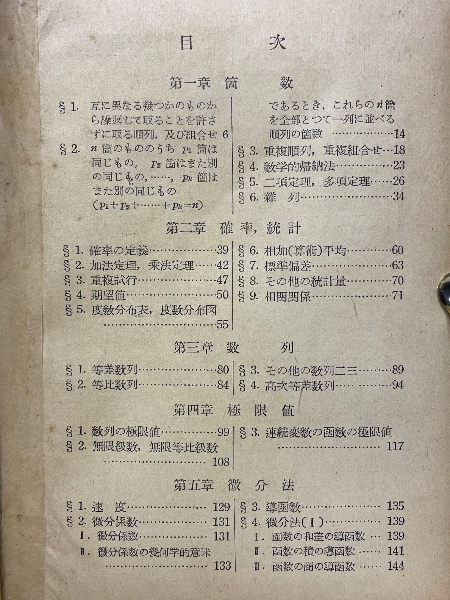 目 次
第一章 箇 数
§ 1. 互に異なる幾つかのものか
ら繰返して取ることを許さ
ずに取る順列，及び組合せ 6
§ 2. n 箇のもののうち p₁ 箇は
同じもの， p₂ 箇はまた別
の同じもの，……，pₖ 箇は
また別の同じもの
(p₁+p₂+……+pₖ=n)
であるとき，これらの n 箇
を全部とつて一列に並べる
順列の箇数 ……………14
§ 3. 重複順列，重複組合せ…18
§ 4. 数学的帰納法……………23
§ 5. 二項定理，多項定理……26
§ 6. 雜 列……………………34
第二章 確率，統計
§ 1. 確率の定義………………39
§ 2. 加法定理，乘法定理……42
§ 3. 重複試行…………………47
§ 4. 期望値……………………50
§ 5. 度数分布表，度数分布図
……………………55
§ 6. 相加(算術)平均…………60
§ 7. 標準偏差…………………63
§ 8. その他の統計量…………70
§ 9. 相関関係…………………71
第三章 数 列
§ 1. 等差数列…………………80
§ 2. 等比数列…………………84
§ 3. その他の数列二三………89
§ 4. 高次等差数列……………94
第四章 極 限 値
§ 1. 数列の極限値……………99
§ 2. 無限級数，無限等比級数
……………………108
§ 3. 連続変数の函数の極限値
……………………117
第五章 微 分 法
§ 1. 速 度……………………129
§ 2. 微分係数…………………131
I. 微分係数………………131
II. 微分係数の幾何学的意味
……………………133
§ 3. 導函数……………………135
§ 4. 微分法(I)………………139
I. 函数の和差の導函数…139
II. 函数の積の導函数……141
III. 函数の商の導函数……144